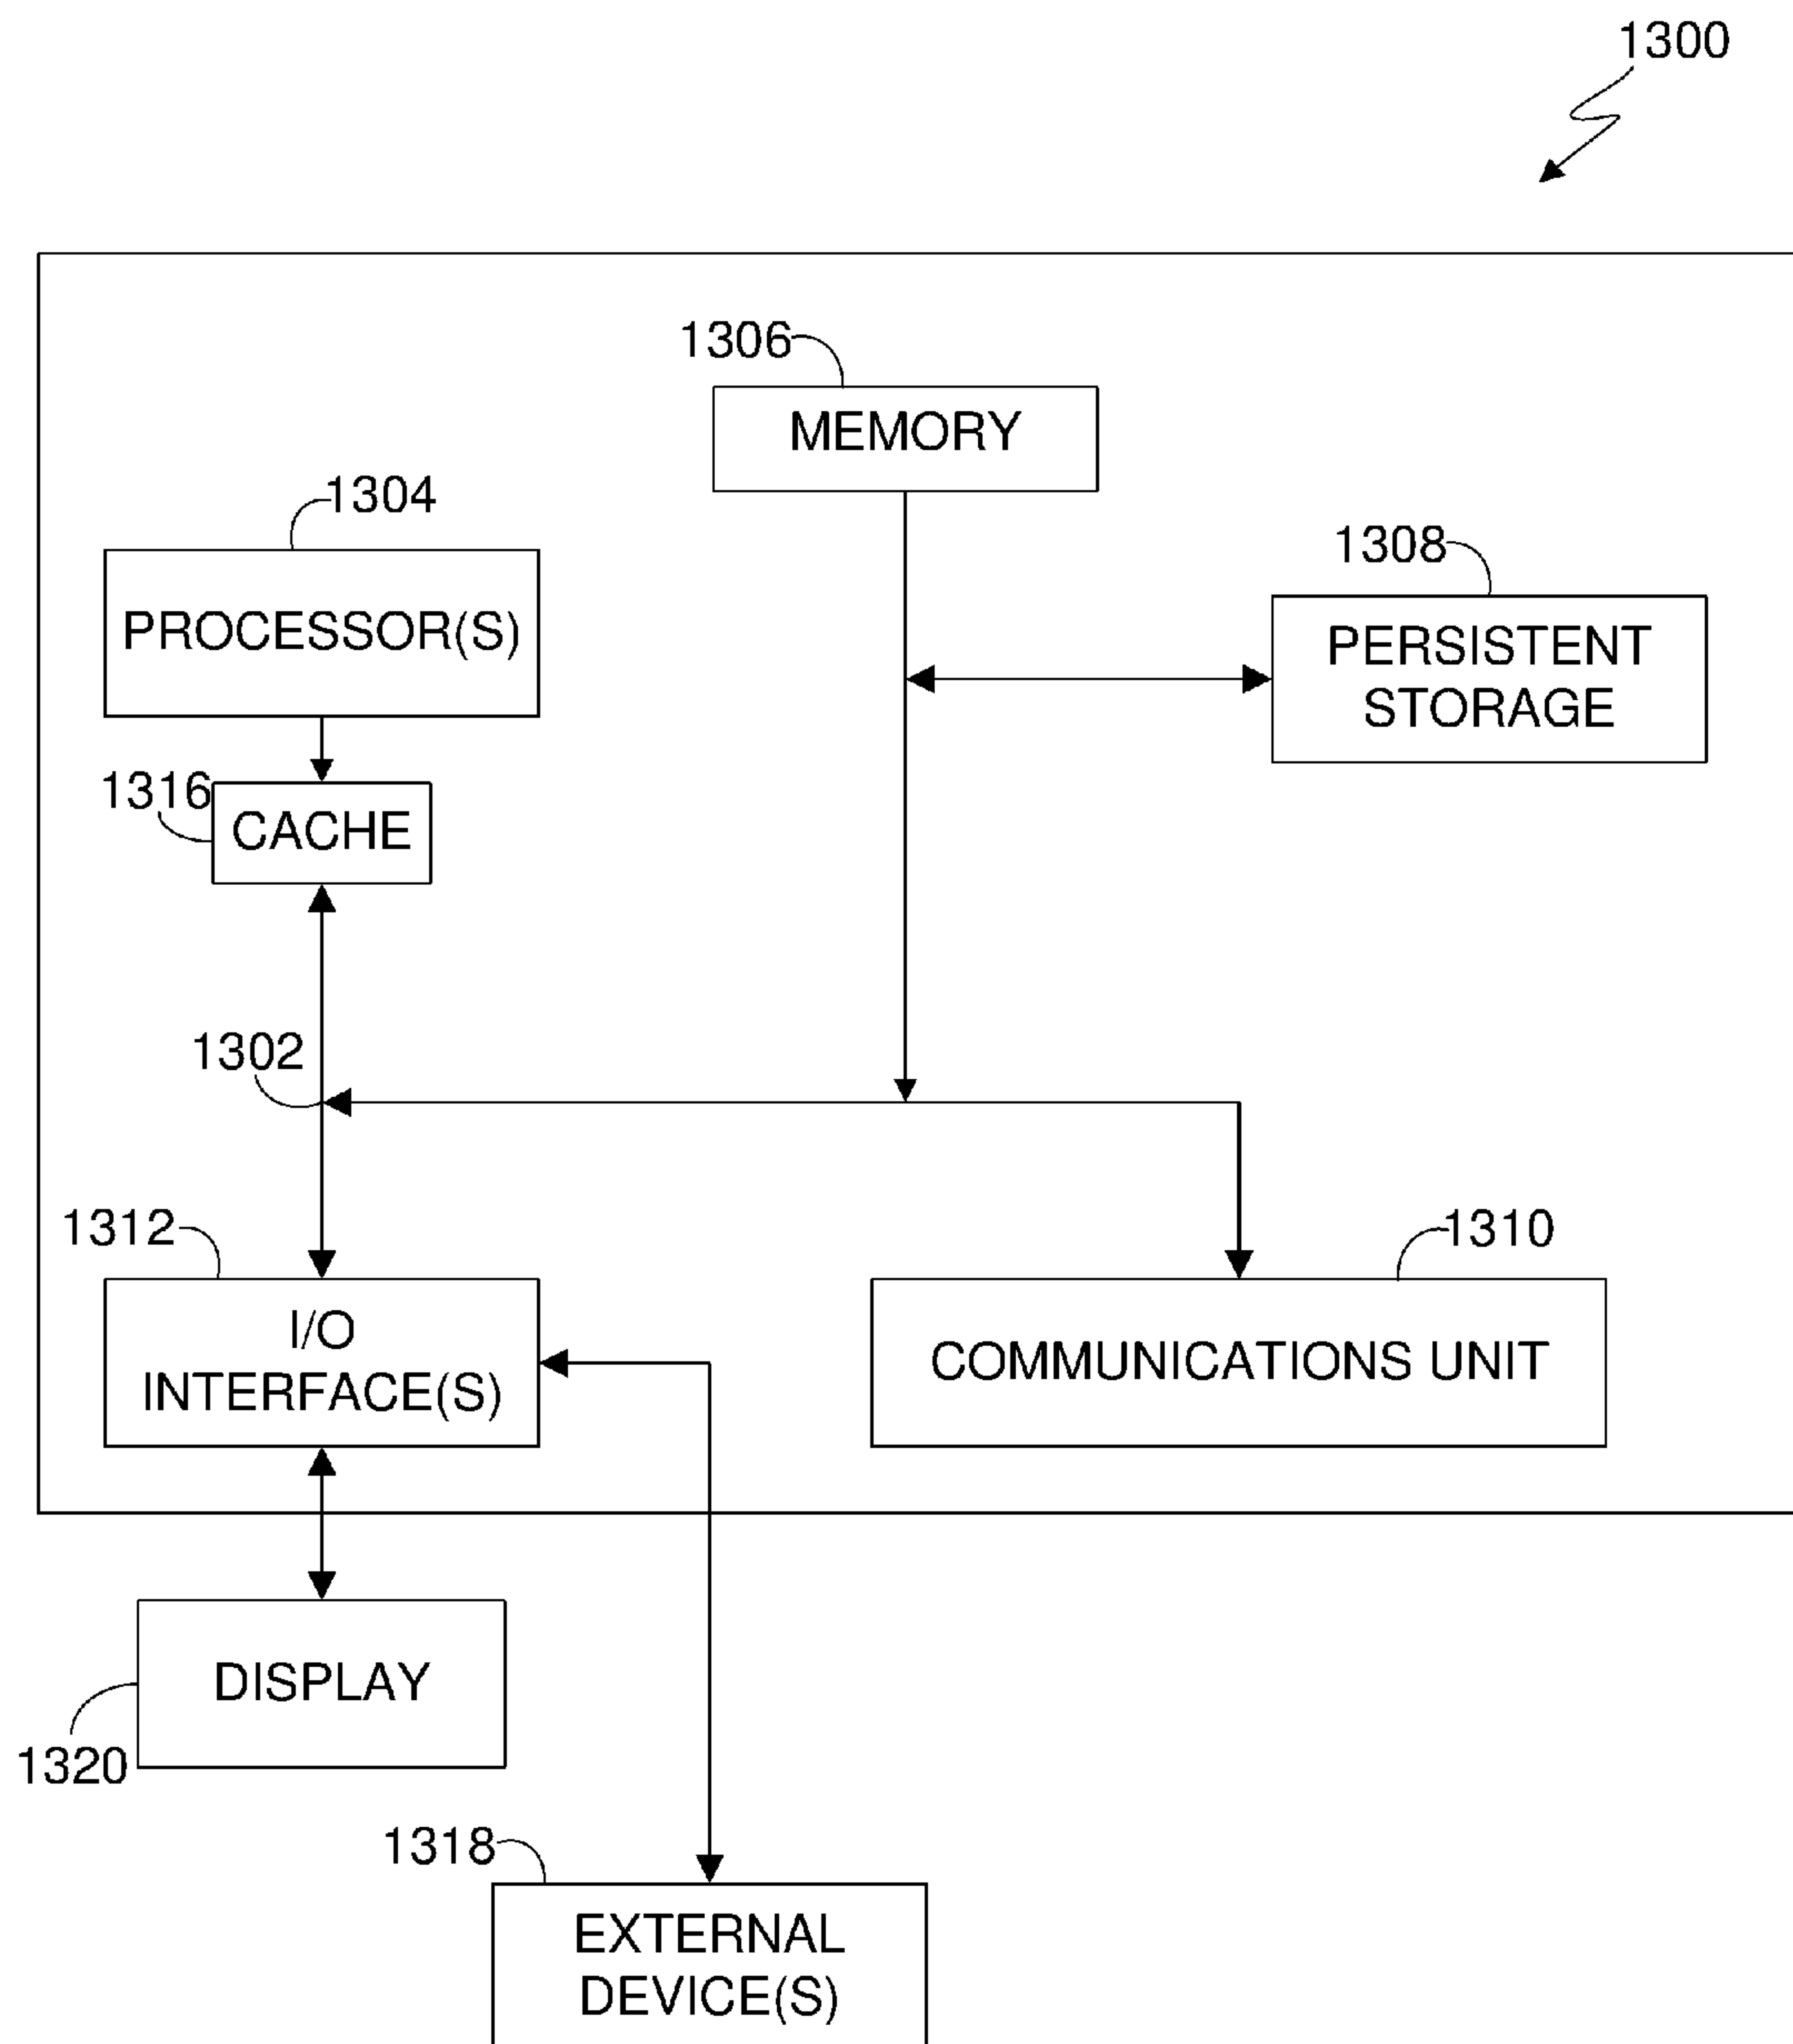 1300
1306
MEMORY
1304
PROCESSOR(S)
1308
PERSISTENT
STORAGE
1316
CACHE
1302
1312
I/O
INTERFACE(S)
1310
COMMUNICATIONS UNIT
DISPLAY
1320
1318
EXTERNAL
DEVICE(S)